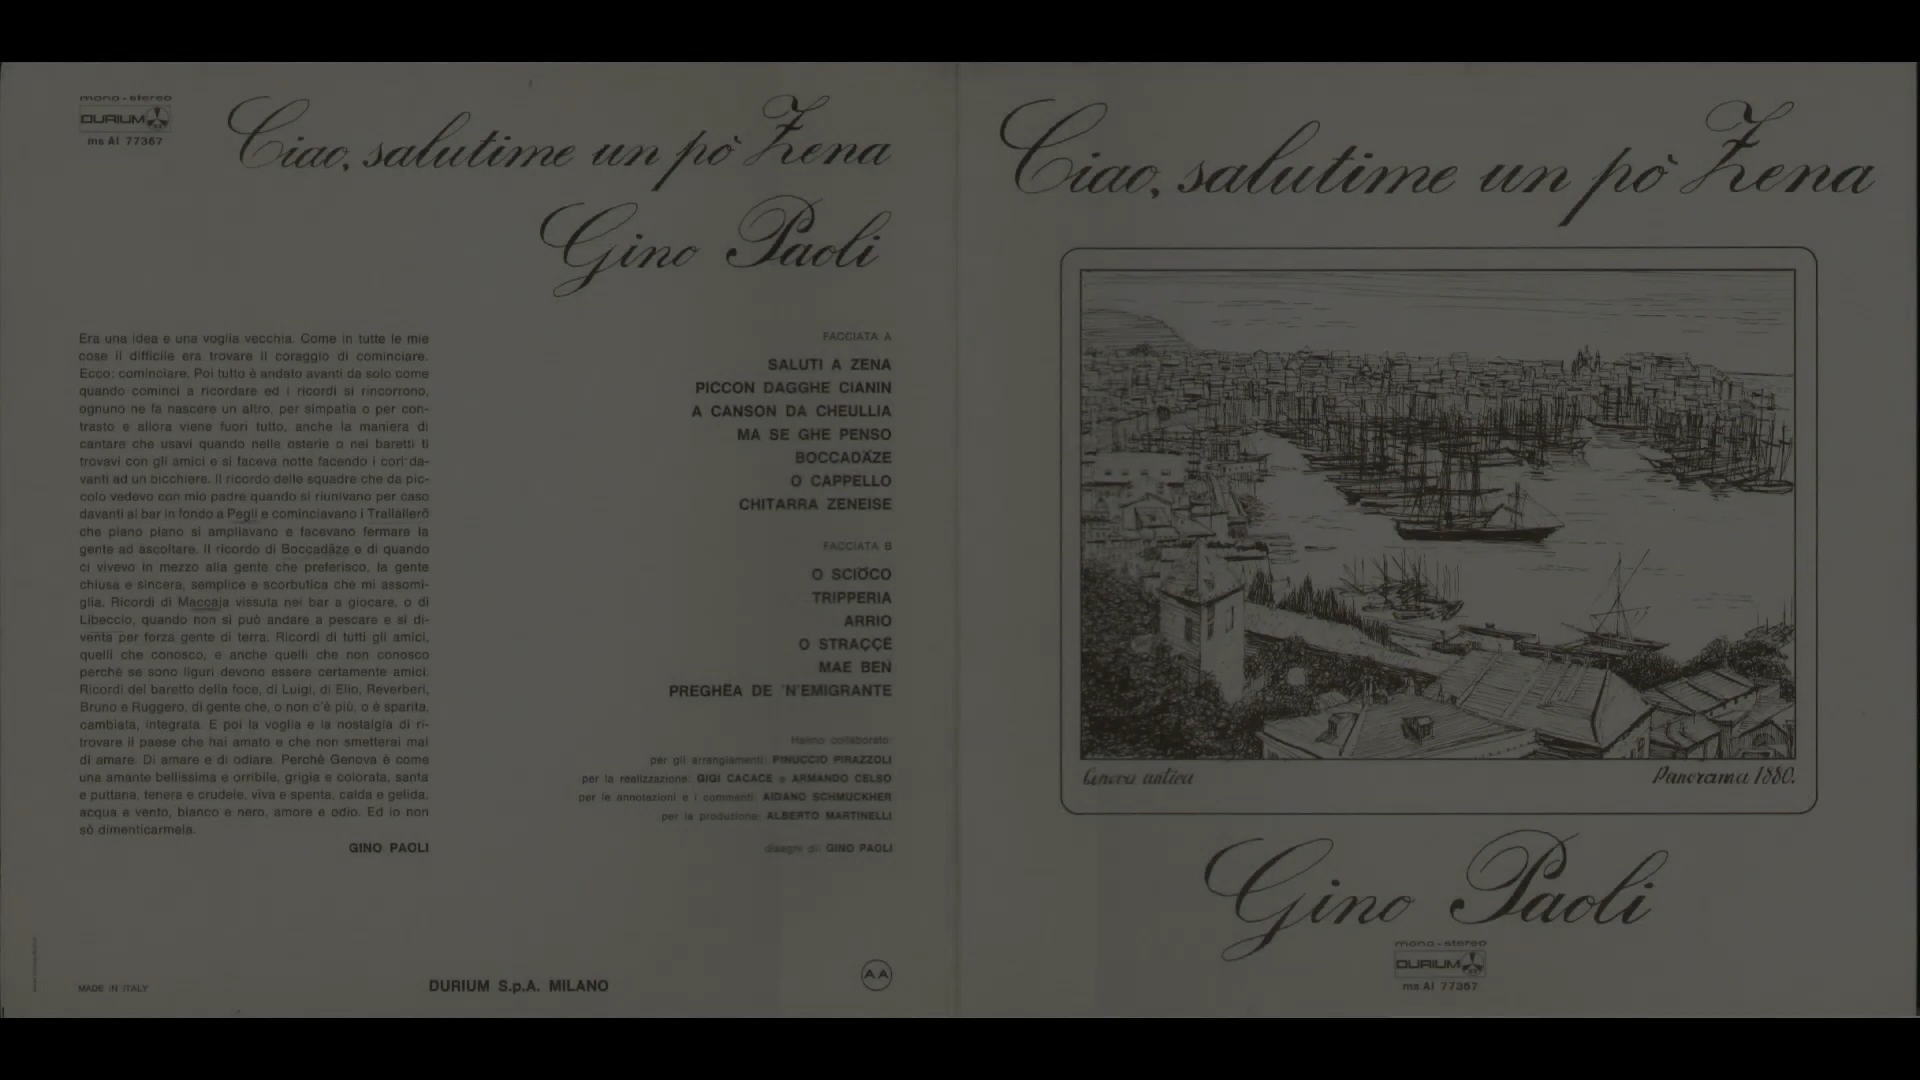 mono-stereo
DURIUM
ms AI 77367
Ciao, salutime un pò Zena
Gino Paoli
Era una idea e una voglia vecchia. Come in tutte le mie
cose il difficile era trovare il coraggio di cominciare.
Ecco: cominciare. Poi tutto è andato avanti da solo come
quando cominci a ricordare ed i ricordi si rincorrono,
ognuno ne fa nascere un altro, per simpatia o per con-
trasto e allora viene fuori tutto, anche la maniera di
cantare che usavi quando nelle osterie o nei baretti ti
trovavi con gli amici e si faceva notte facendo i cori da-
vanti ad un bicchiere. Il ricordo delle squadre che da pic-
colo vedevo con mio padre quando si riunivano per caso
davanti al bar in fondo a Pegli e cominciavano i Trallallerö
che piano piano si ampliavano e facevano fermare la
gente ad ascoltare. Il ricordo di Boccadäze e di quando
ci vivevo in mezzo alla gente che preferisco, la gente
chiusa e sincera, semplice e scorbutica che mi assomi-
glia. Ricordi di Maccaja vissuta nei bar a giocare, o di
Libeccio, quando non si può andare a pescare e si di-
venta per forza gente di terra. Ricordi di tutti gli amici,
quelli che conosco, e anche quelli che non conosco
perchè se sono liguri devono essere certamente amici.
Ricordi del baretto della foce, di Luigi, di Elio, Reverberi,
Bruno e Ruggero, di gente che, o non c'è più, o è sparita,
cambiata, integrata. E poi la voglia e la nostalgia di ri-
trovare il paese che hai amato e che non smetterai mai
di amare. Di amare e di odiare. Perchè Genova è come
una amante bellissima e orribile, grigia e colorata, santa
e puttana, tenera e crudele, viva e spenta, calda e gelida,
acqua e vento, bianco e nero, amore e odio. Ed io non
sò dimenticarmela.
GINO PAOLI
FACCIATA A
SALUTI A ZENA
PICCON DAGGHE CIANIN
A CANSON DA CHEULLIA
MA SE GHE PENSO
BOCCADÄZE
O CAPPELLO
CHITARRA ZENEISE
FACCIATA B
O SCIÖCO
TRIPPERIA
ARRIO
O STRAÇÇË
MAE BEN
PREGHËA DE 'N'EMIGRANTE
Hanno collaborato:
per gli arrangiamenti: PINUCCIO PIRAZZOLI
per la realizzazione: GIGI CACACE e ARMANDO CELSO
per le annotazioni e i commenti: AIDANO SCHMUCKHER
per la produzione: ALBERTO MARTINELLI
disegni di: GINO PAOLI
MADE IN ITALY
DURIUM S.p.A. MILANO
AA
Ciao, salutime un pò Zena
Genova antica
Panorama 1880.
Gino Paoli
mono-stereo
DURIUM
ms AI 77367